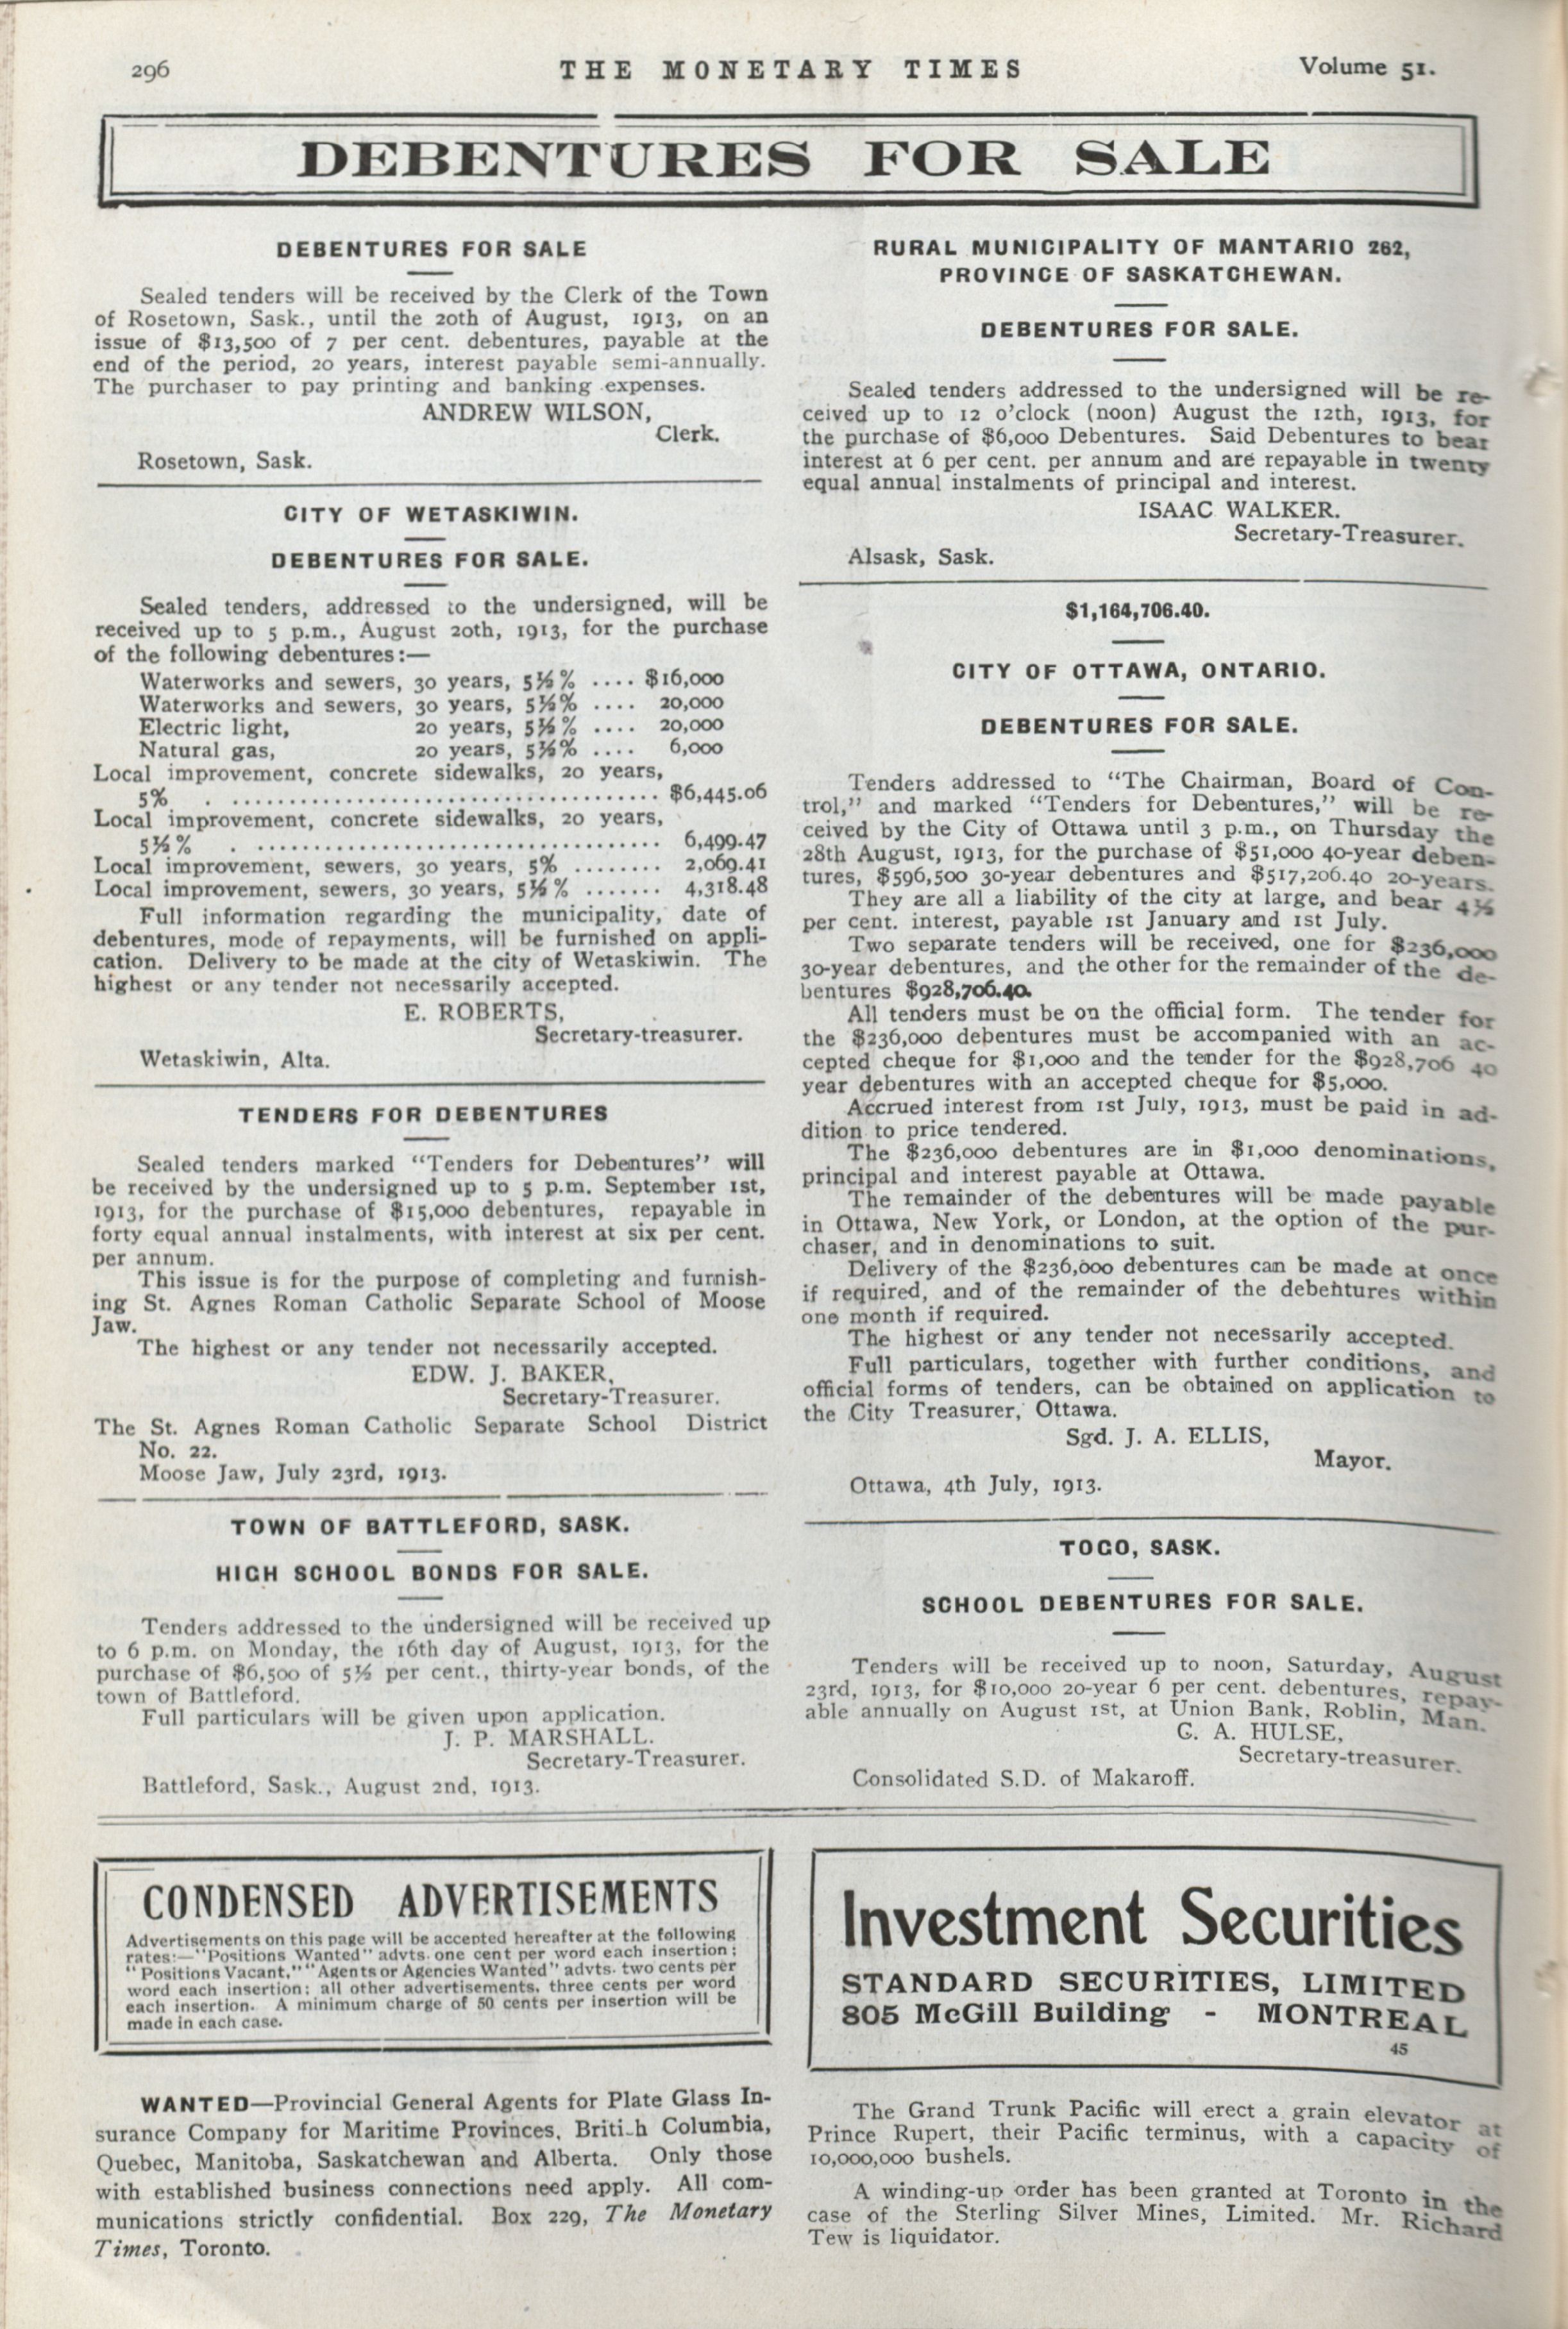 296
THE MONETARY TIMES
Volume 51.
DEBENTURES FOR SALE
DEBENTURES FOR SALE
Sealed tenders will be received by the Clerk of the Town
of Rosetown, Sask., until the 20th of August, 1913, on an
issue of $13,500 of 7 per cent. debentures, payable at the
end of the period, 20 years, interest payable semi-annually.
The purchaser to pay printing and banking expenses.
ANDREW WILSON,
Clerk.
Rosetown, Sask.
CITY OF WETASKIWIN.
DEBENTURES FOR SALE.
Sealed tenders, addressed to the undersigned, will be
received up to 5 p.m., August 20th, 1913, for the purchase
of the following debentures:—
Waterworks and sewers, 30 years, 5½% .... $16,000
Waterworks and sewers, 30 years, 5½% .... 20,000
Electric light, 20 years, 5½% .... 20,000
Natural gas, 20 years, 5½% .... 6,000
Local improvement, concrete sidewalks, 20 years,
5% . ..................................... $6,445.06
Local improvement, concrete sidewalks, 20 years,
5½% . ................................... 6,499.47
Local improvement, sewers, 30 years, 5% ........ 2,069.41
Local improvement, sewers, 30 years, 5½% ....... 4,318.48
Full information regarding the municipality, date of
debentures, mode of repayments, will be furnished on appli-
cation. Delivery to be made at the city of Wetaskiwin. The
highest or any tender not necessarily accepted.
E. ROBERTS,
Secretary-treasurer.
Wetaskiwin, Alta.
TENDERS FOR DEBENTURES
Sealed tenders marked "Tenders for Debentures" will
be received by the undersigned up to 5 p.m. September 1st,
1913, for the purchase of $15,000 debentures, repayable in
forty equal annual instalments, with interest at six per cent.
per annum.
This issue is for the purpose of completing and furnish-
ing St. Agnes Roman Catholic Separate School of Moose
Jaw.
The highest or any tender not necessarily accepted.
EDW. J. BAKER,
Secretary-Treasurer.
The St. Agnes Roman Catholic Separate School District
No. 22.
Moose Jaw, July 23rd, 1913.
TOWN OF BATTLEFORD, SASK.
HIGH SCHOOL BONDS FOR SALE.
Tenders addressed to the undersigned will be received up
to 6 p.m. on Monday, the 16th day of August, 1913, for the
purchase of $6,500 of 5½ per cent., thirty-year bonds, of the
town of Battleford.
Full particulars will be given upon application.
J. P. MARSHALL.
Secretary-Treasurer.
Battleford, Sask., August 2nd, 1913.
RURAL MUNICIPALITY OF MANTARIO 262,
PROVINCE OF SASKATCHEWAN.
DEBENTURES FOR SALE.
Sealed tenders addressed to the undersigned will be re-
ceived up to 12 o'clock (noon) August the 12th, 1913, for
the purchase of $6,000 Debentures. Said Debentures to bear
interest at 6 per cent. per annum and are repayable in twenty
equal annual instalments of principal and interest.
ISAAC WALKER.
Secretary-Treasurer.
Alsask, Sask.
$1,164,706.40.
CITY OF OTTAWA, ONTARIO.
DEBENTURES FOR SALE.
Tenders addressed to "The Chairman, Board of Con-
trol," and marked "Tenders for Debentures," will be re-
ceived by the City of Ottawa until 3 p.m., on Thursday the
28th August, 1913, for the purchase of $51,000 40-year deben-
tures, $596,500 30-year debentures and $517,206.40 20-years.
They are all a liability of the city at large, and bear 4½
per cent. interest, payable 1st January and 1st July.
Two separate tenders will be received, one for $236,000
30-year debentures, and the other for the remainder of the de-
bentures $928,706.40.
All tenders must be on the official form. The tender for
the $236,000 debentures must be accompanied with an ac-
cepted cheque for $1,000 and the tender for the $928,706 40
year debentures with an accepted cheque for $5,000.
Accrued interest from 1st July, 1913, must be paid in ad-
dition to price tendered.
The $236,000 debentures are in $1,000 denominations,
principal and interest payable at Ottawa.
The remainder of the debentures will be made payable
in Ottawa, New York, or London, at the option of the pur-
chaser, and in denominations to suit.
Delivery of the $236,000 debentures can be made at once
if required, and of the remainder of the debentures within
one month if required.
The highest or any tender not necessarily accepted.
Full particulars, together with further conditions, and
official forms of tenders, can be obtained on application to
the City Treasurer, Ottawa.
Sgd. J. A. ELLIS,
Mayor.
Ottawa, 4th July, 1913.
TOGO, SASK.
SCHOOL DEBENTURES FOR SALE.
Tenders will be received up to noon, Saturday, August
23rd, 1913, for $10,000 20-year 6 per cent. debentures, repay-
able annually on August 1st, at Union Bank, Roblin, Man.
C. A. HULSE,
Secretary-treasurer.
Consolidated S.D. of Makaroff.
CONDENSED ADVERTISEMENTS
Advertisements on this page will be accepted hereafter at the following
rates:—"Positions Wanted" advts. one cent per word each insertion;
"Positions Vacant," "Agents or Agencies Wanted" advts. two cents per
word each insertion; all other advertisements, three cents per word
each insertion. A minimum charge of 50 cents per insertion will be
made in each case.
WANTED—Provincial General Agents for Plate Glass In-
surance Company for Maritime Provinces, Briti-h Columbia,
Quebec, Manitoba, Saskatchewan and Alberta. Only those
with established business connections need apply. All com-
munications strictly confidential. Box 229, The Monetary
Times, Toronto.
Investment Securities
STANDARD SECURITIES, LIMITED
805 McGill Building - MONTREAL
45
The Grand Trunk Pacific will erect a grain elevator at
Prince Rupert, their Pacific terminus, with a capacity of
10,000,000 bushels.
A winding-up order has been granted at Toronto in the
case of the Sterling Silver Mines, Limited. Mr. Richard
Tew is liquidator.